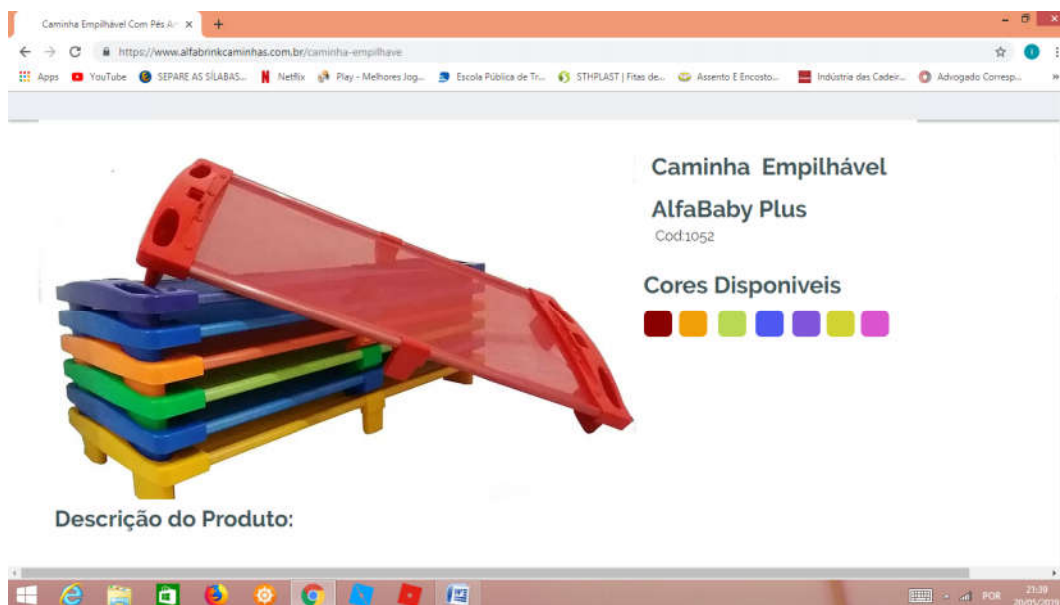 Caminha Empilhável Com Pés A
https://www.alfabrinkcaminhas.com.br/caminha-empilhave
Apps YouTube SEPARE AS SÍLABAS... Netflix Play - Melhores Jog... Escola Pública de Tr... STHPLAST | Fitas de... Assento E Encosto... Indústria das Cadeir... Advogado Corresp...
Caminha Empilhável
AlfaBaby Plus
Cod:1052
Cores Disponiveis
Descrição do Produto:
POR
21:39